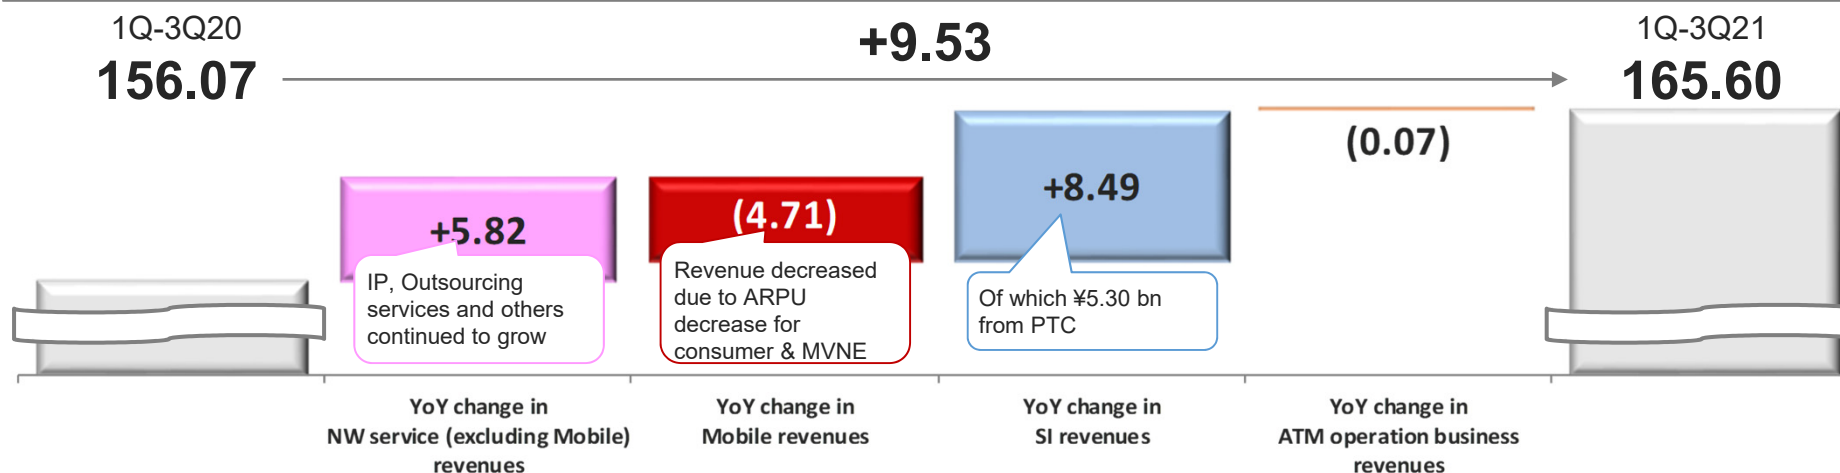 1Q-3Q20
156.07
+9.53
1Q-3Q21
165.60
+5.82
IP, Outsourcing
services and others
continued to grow
(4.71)
Revenue decreased
due to ARPU
decrease for
consumer & MVNE
+8.49
Of which ¥5.30 bn
from PTC
(0.07)
YoY change in
NW service (excluding Mobile)
revenues
YoY change in
Mobile revenues
YoY change in
SI revenues
YoY change in
ATM operation business
revenues